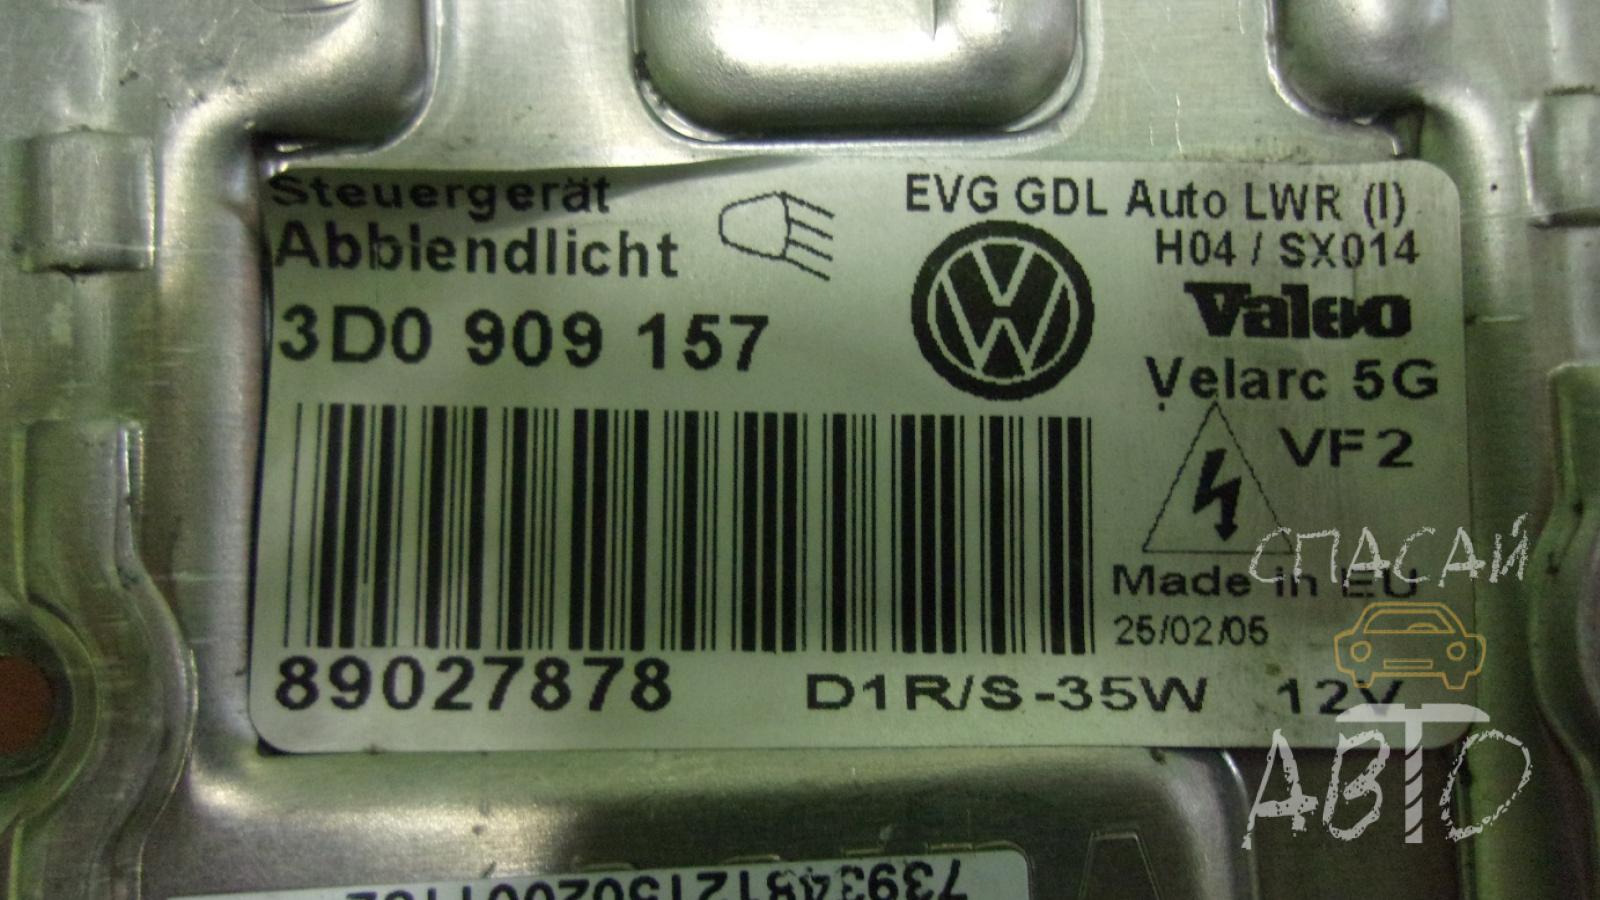 Steuergerät
Abblendlicht
3D0 909 157
EVG GDL Auto LWR (I)
H04 / SX014
Valeo
Velarc 5G
VF2
Made in EU
25/02/05
89027878
D1R/S-35W 12V
СПАСАЙ
АВТО